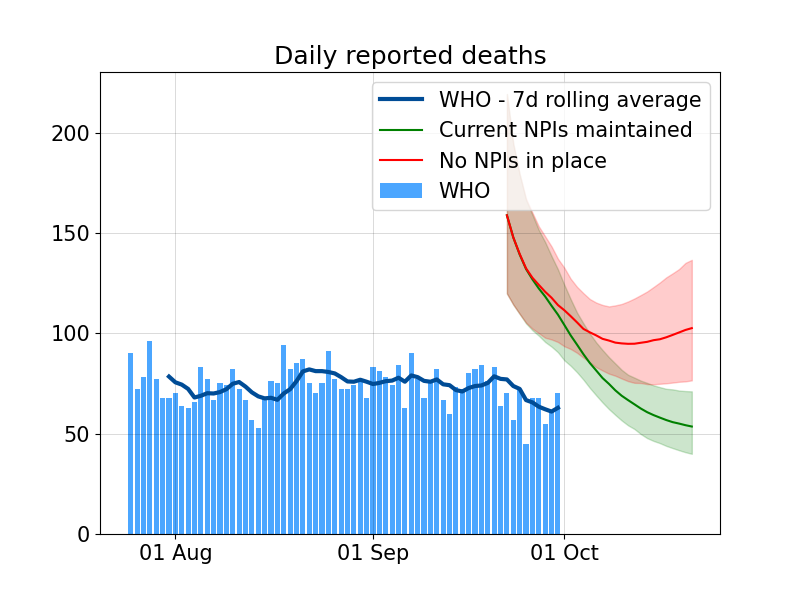 Daily reported deaths
WHO - 7d rolling average
Current NPIs maintained
No NPIs in place
WHO
200
150
100
50
0
01 Aug
01 Sep
01 Oct